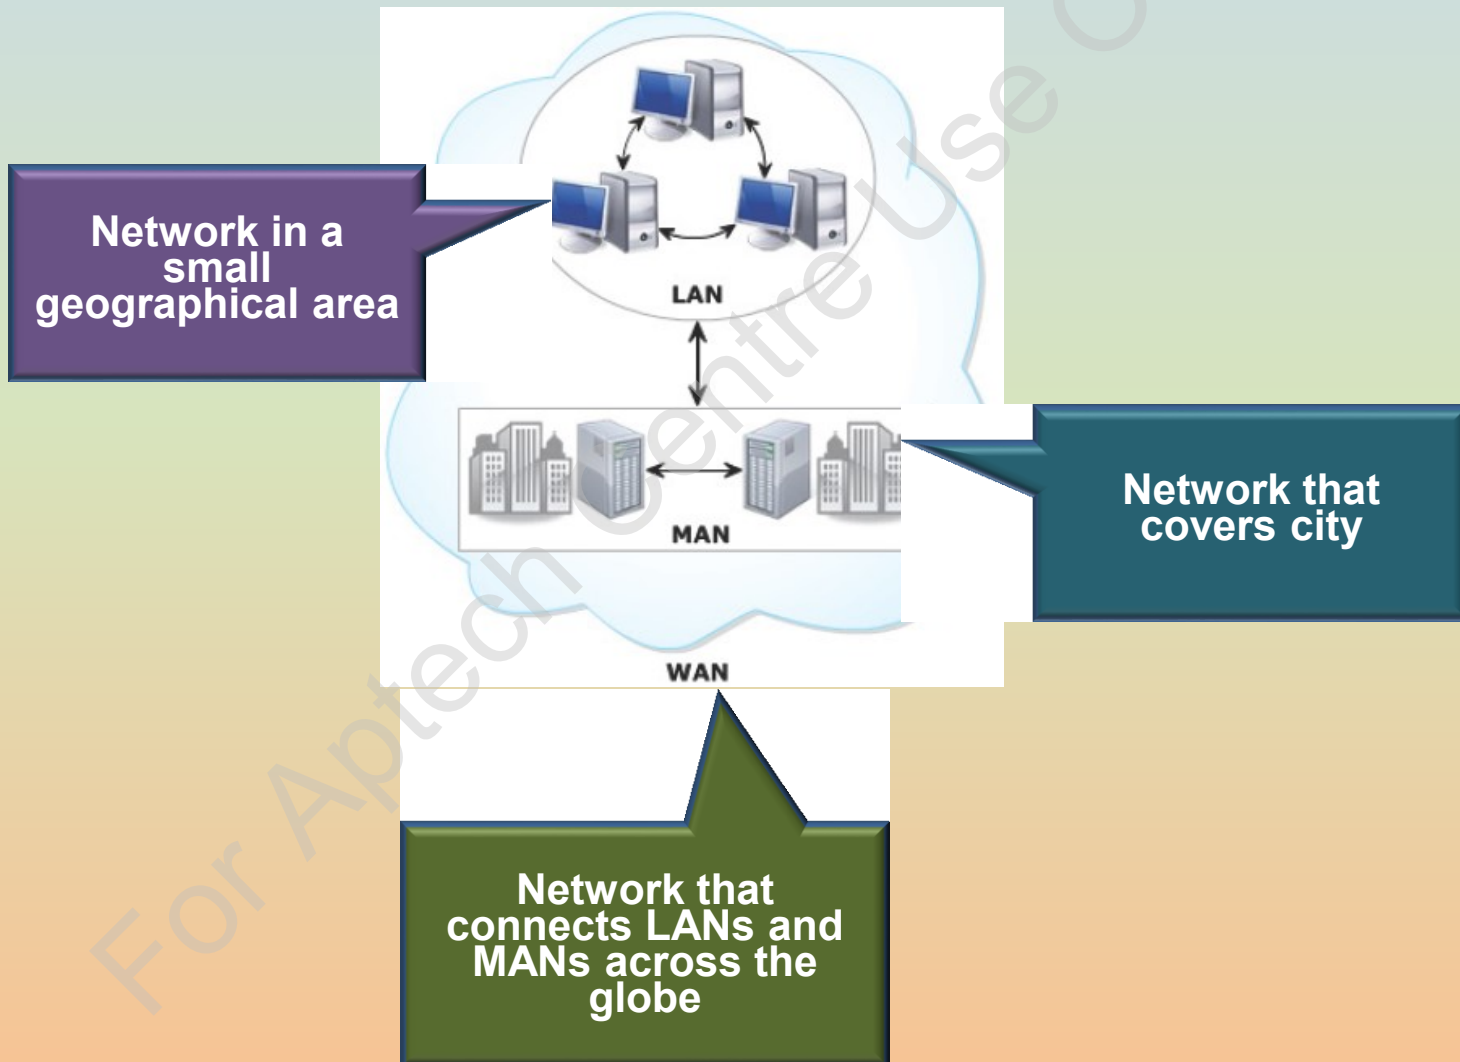 Network in a
small
geographical area
LAN
MAN
Network that
covers city
WAN
Network that
connects LANs and
MANs across the
globe
For Aptech Centre Use O